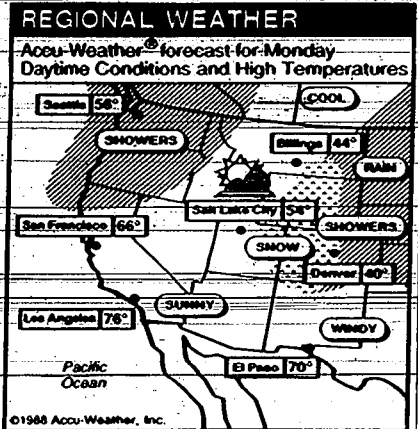 REGIONAL WEATHER
Accu-Weather® forecast for Monday
Daytime Conditions and High Temperatures
COOL
Seattle 56°
SHOWERS
Billings 44°
RAIN
Salt Lake City 54°
San Francisco 66°
SHOWERS
SNOW
Denver 40°
SUNNY
Los Angeles 76°
WINDY
Pacific
Ocean
El Paso 70°
©1988 Accu-Weather, Inc.